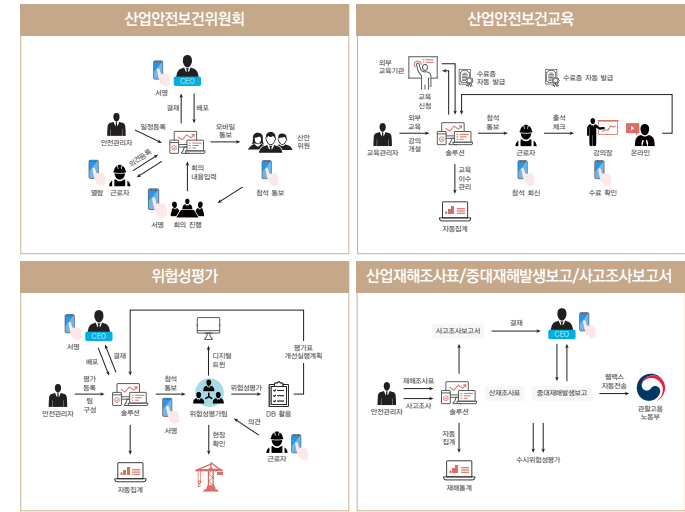 산업안전보건위원회
CEO
서명
결재
배포
안전관리자
일정등록
모바일
통보
산안
위원
의견등록
열람
근로자
회의
내용입력
참석 통보
서명
회의 진행
산업안전보건교육
외부
교육기관
교육
신청
수료증
자동 발급
수료증 자동 발급
교육관리자
외부
교육
강의
개설
솔루션
참석
통보
근로자
출석
체크
강의장
온라인
교육
이수
관리
참석 회신
수료 확인
자동집계
위험성평가
CEO
서명
배포
결재
디지털
트윈
평가표
개선실행계획
안전관리자
평가
등록
팀
구성
솔루션
참석
통보
서명
위험성평가팀
위험성평가
DB 활용
의견
근로자
현장
확인
자동집계
산업재해조사표/중대재해발생보고/사고조사보고서
사고조사보고서
결재
CEO
안전관리자
재해조사표
사고조사
솔루션
산재조사표
중대재해발생보고
웹팩스
자동전송
관할고용
노동부
자동
집계
수시위험성평가
재해통계